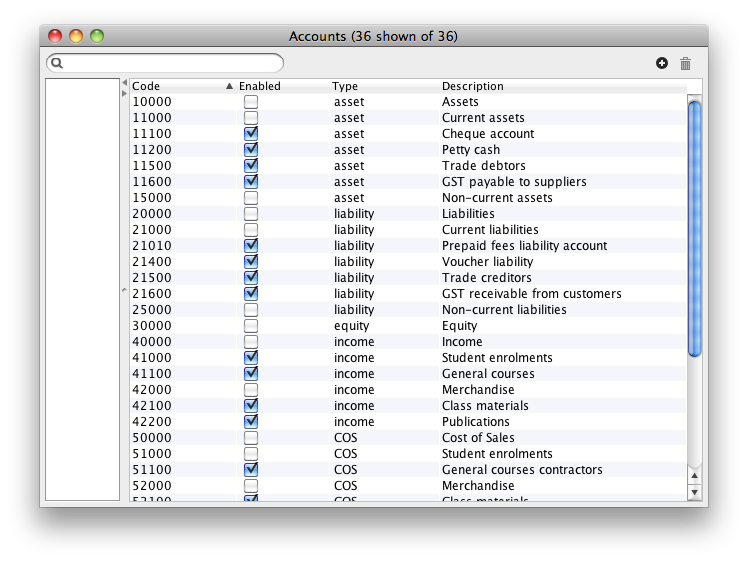 Accounts (36 shown of 36)
Code Enabled Type Description
10000 asset Assets
11000 asset Current assets
11100 asset Cheque account
11200 asset Petty cash
11500 asset Trade debtors
11600 asset GST payable to suppliers
15000 asset Non-current assets
20000 liability Liabilities
21000 liability Current liabilities
21010 liability Prepaid fees liability account
21400 liability Voucher liability
21500 liability Trade creditors
21600 liability GST receivable from customers
25000 liability Non-current liabilities
30000 equity Equity
40000 income Income
41000 income Student enrolments
41100 income General courses
42000 income Merchandise
42100 income Class materials
42200 income Publications
50000 COS Cost of Sales
51000 COS Student enrolments
51100 COS General courses contractors
52000 COS Merchandise
52100 COS Class materials